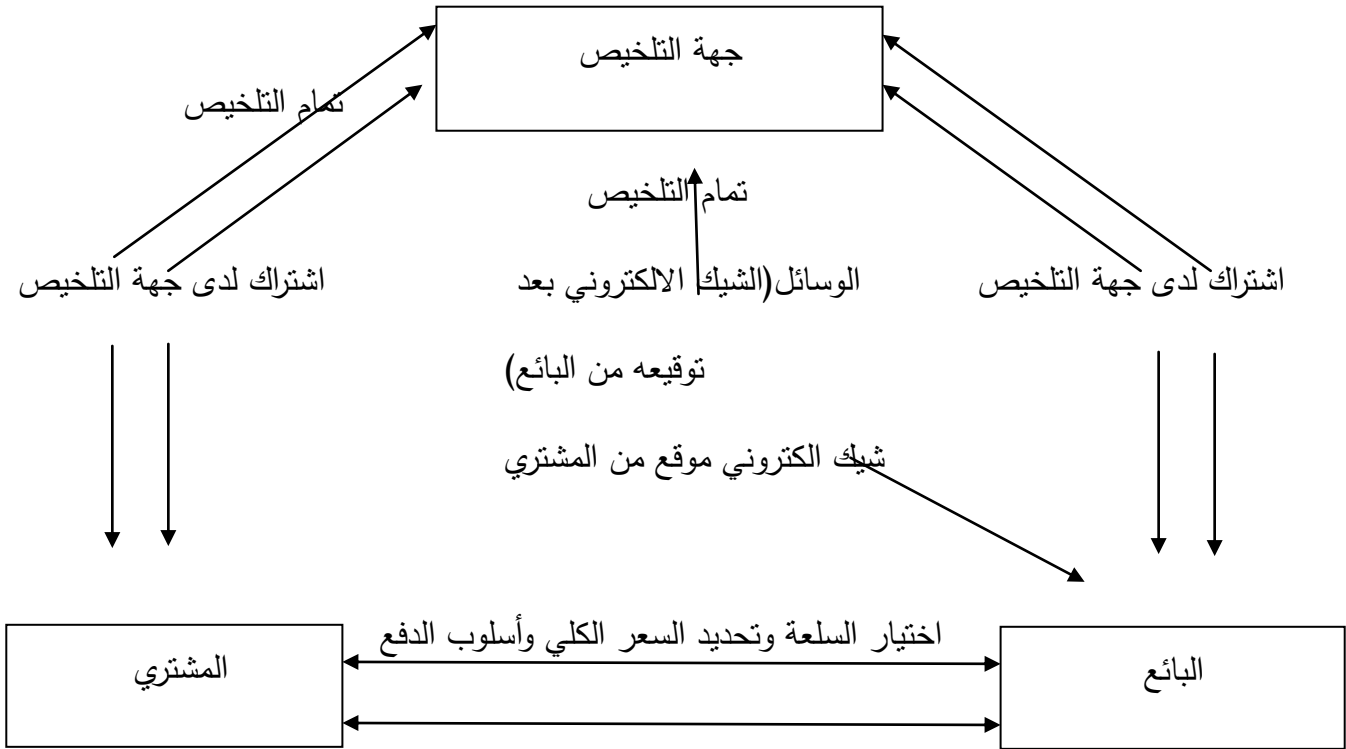 جهة التلخيص
تمام التلخيص
تمام التلخيص
اشتراك لدى جهة التلخيص
الوسائل(الشيك الالكتروني بعد
اشتراك لدى جهة التلخيص
توقيعه من البائع)
شيك الكتروني موقع من المشتري
اختيار السلعة وتحديد السعر الكلي وأسلوب الدفع
البائع
المشتري